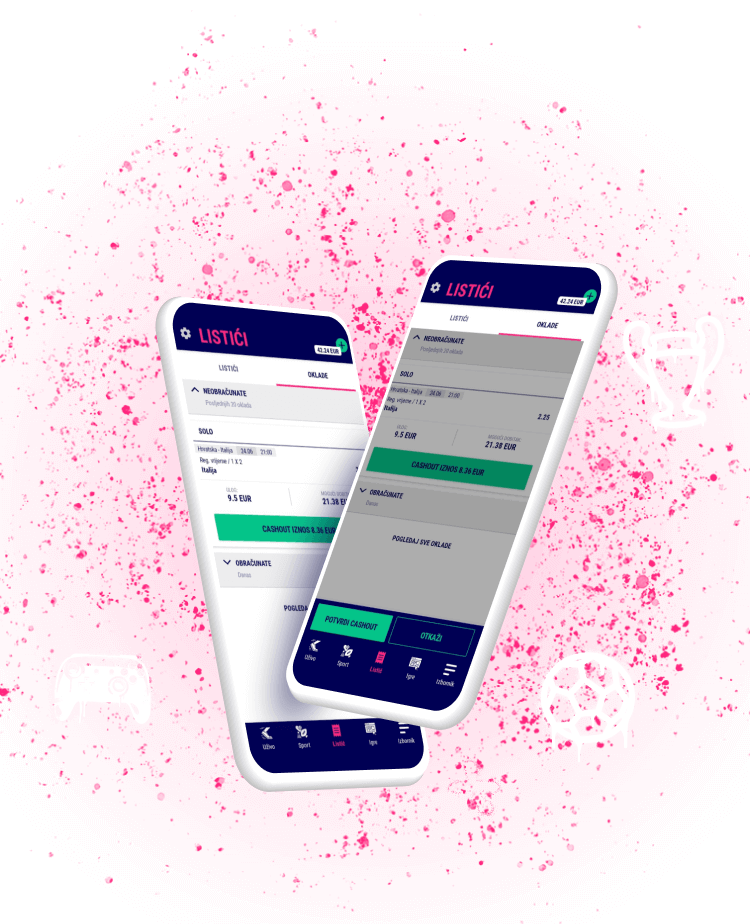 LISTIĆI
42.24 EUR
LISTIĆI
OKLADE
NEOBRAČUNATE
Posljednjih 30 oklada
SOLO
Hrvatska - Italija 24.06 21:00
Reg. vrijeme / 1 X 2
Italija
ULOG
9.5 EUR
MOGUĆI DOBITAK
21.38 EUR
CASHOUT IZNOS 8.36 EUR
OBRAČUNATE
Danas
POGLEDA
Uživo
Sport
Listići
Igre
Izbornik
LISTIĆI
42.24 EUR
LISTIĆI
OKLADE
NEOBRAČUNATE
Posljednjih 30 oklada
SOLO
Hrvatska - Italija 24.06 21:00
Reg. vrijeme / 1 X 2
Italija
2.25
ULOG
9.5 EUR
MOGUĆI DOBITAK
21.38 EUR
CASHOUT IZNOS 8.36 EUR
OBRAČUNATE
Danas
POGLEDAJ SVE OKLADE
POTVRDI CASHOUT
OTKAŽI
Uživo
Sport
Listići
Igre
Izbornik